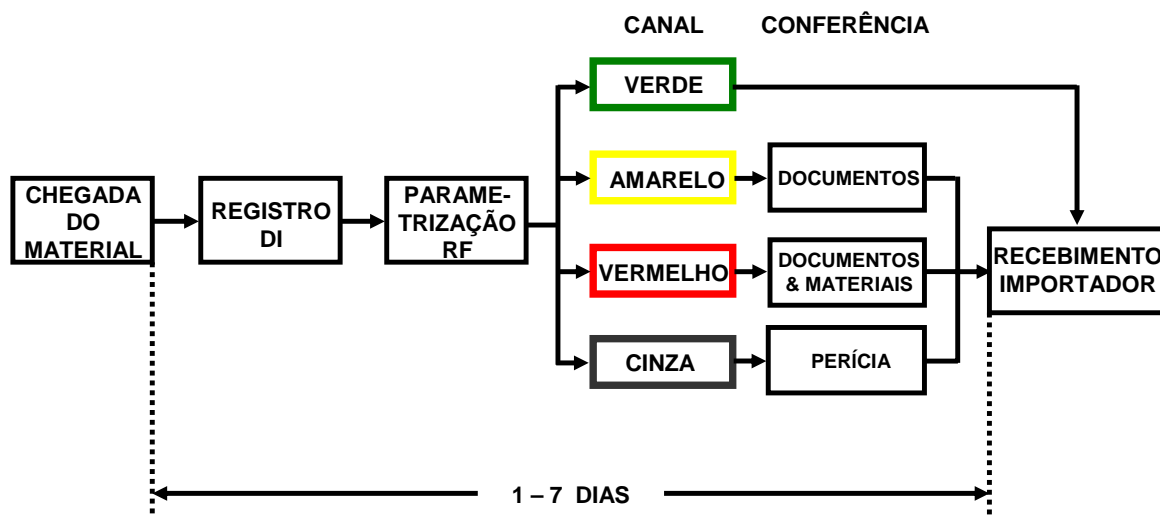 CANAL
CONFERÊNCIA
VERDE
AMARELO
DOCUMENTOS
CHEGADA
DO
MATERIAL
REGISTRO
DI
PARAME-
TRIZAÇÃO
RF
VERMELHO
DOCUMENTOS
& MATERIAIS
RECEBIMENTO
IMPORTADOR
CINZA
PERÍCIA
1 – 7 DIAS